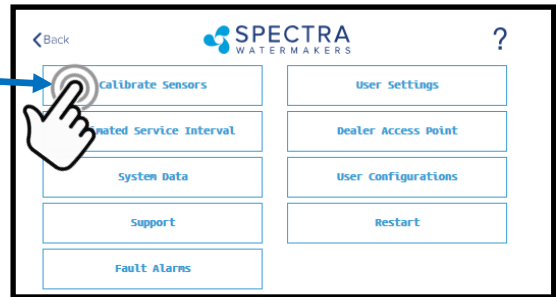 Back
SPECTRA
WATERMAKERS
?
Calibrate Sensors
User Settings
mated Service Interval
Dealer Access Point
System Data
User Configurations
Support
Restart
Fault Alarms